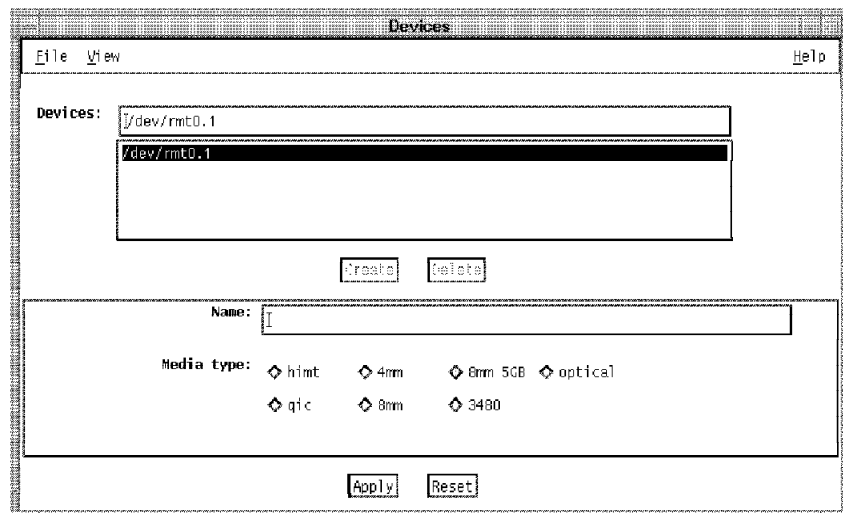 Devices
File View Help
Devices: /dev/rmt0.1
/dev/rmt0.1
Create Delete
Name:
Media type: himt 4mm 8mm 5GB optical
qic 8mm 3480
Apply Reset